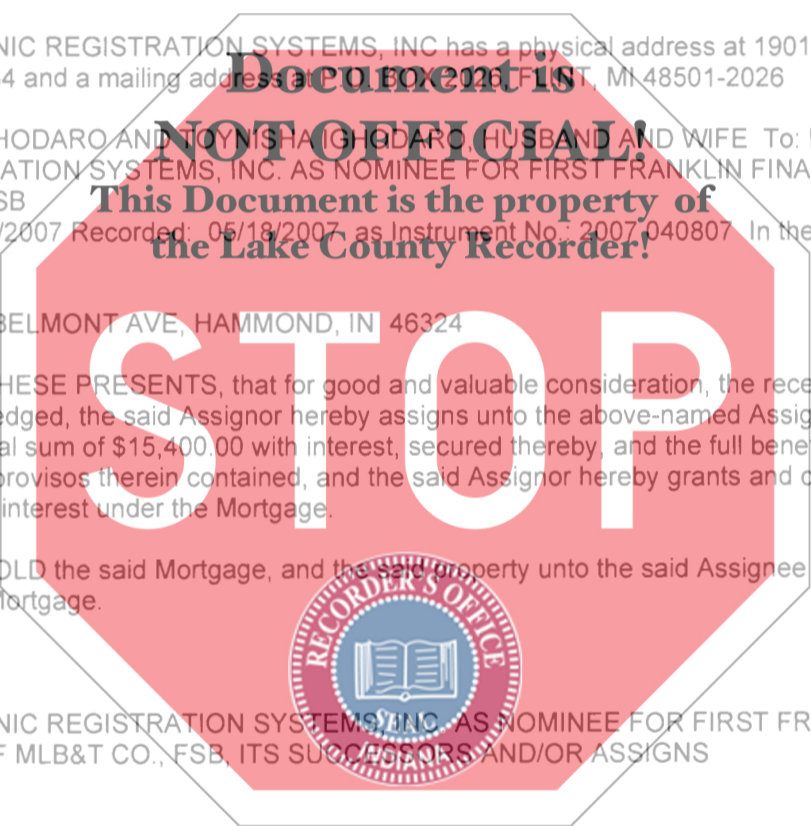 NIC REGISTRATION SYSTEMS, INC has a physical address at 1901
Document is
4 and a mailing address at P.O. BOX 2026, FLINT, MI 48501-2026
NOT OFFICIAL!
HODARO AND TOYNISHA IGHODARO, HUSBAND AND WIFE To:
ATION SYSTEMS, INC. AS NOMINEE FOR FIRST FRANKLIN FINA
SB
This Document is the property of
/2007 Recorded: 05/18/2007 as Instrument No.: 2007 040807 In the
the Lake County Recorder!
BELMONT AVE, HAMMOND, IN 46324
STOP
HESE PRESENTS, that for good and valuable consideration, the rece
edged, the said Assignor hereby assigns unto the above-named Assig
al sum of $15,400.00 with interest, secured thereby, and the full bene
rovisos therein contained, and the said Assignor hereby grants and c
interest under the Mortgage.
OLD the said Mortgage, and the said property unto the said Assignee
ortgage.
RECORDER'S OFFICE
SEAL
INDIANA
NIC REGISTRATION SYSTEMS, INC. AS NOMINEE FOR FIRST FR
F MLB&T CO., FSB, ITS SUCCESSORS AND/OR ASSIGNS